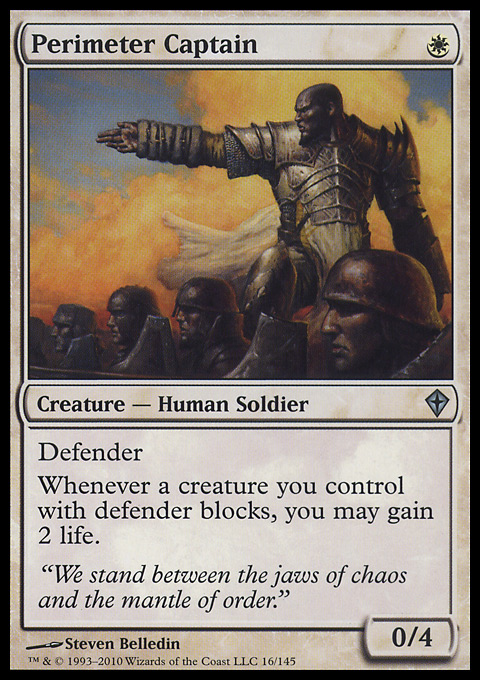 Perimeter Captain
Creature — Human Soldier
Defender
Whenever a creature you control
with defender blocks, you may gain
2 life.
“We stand between the jaws of chaos
and the mantle of order.”
Steven Belledin
0/4
™ & © 1993–2010 Wizards of the Coast LLC 16/145